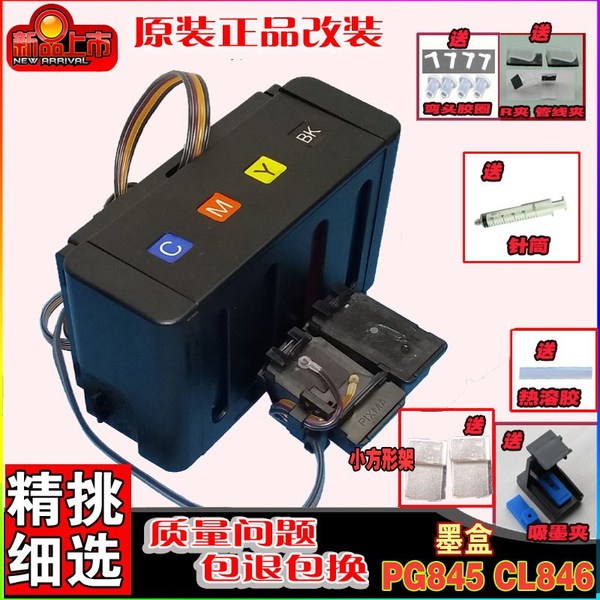 新品上市
NEW ARRIVAL
原装正品改装
送
弯头胶圈
送
R夹 管线夹
BK
Y
M
C
送
针筒
送
热溶胶
PIXMA
小方形架
送
送
吸墨夹
精挑
细选
质量问题
包退包换
墨盒
PG845 CL846